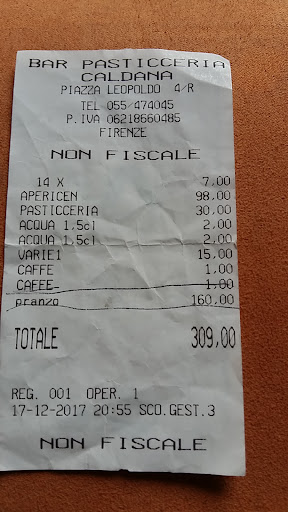 BAR PASTICCERIA
CALDANA
PIAZZA LEOPOLDO 4/R
TEL 055/474045
P.IVA 06218660485
FIRENZE
NON FISCALE
14 X 7,00
APERICEN 98,00
PASTICCERIA 30,00
ACQUA 1,5cl 2,00
ACQUA 1,5cl 2,00
VARIE1 15,00
CAFFE 1,00
CAFFE 1,00
pranzo 160,00
TOTALE 309,00
REG. 001 OPER. 1
17-12-2017 20:55 SCO.GEST.3
NON FISCALE